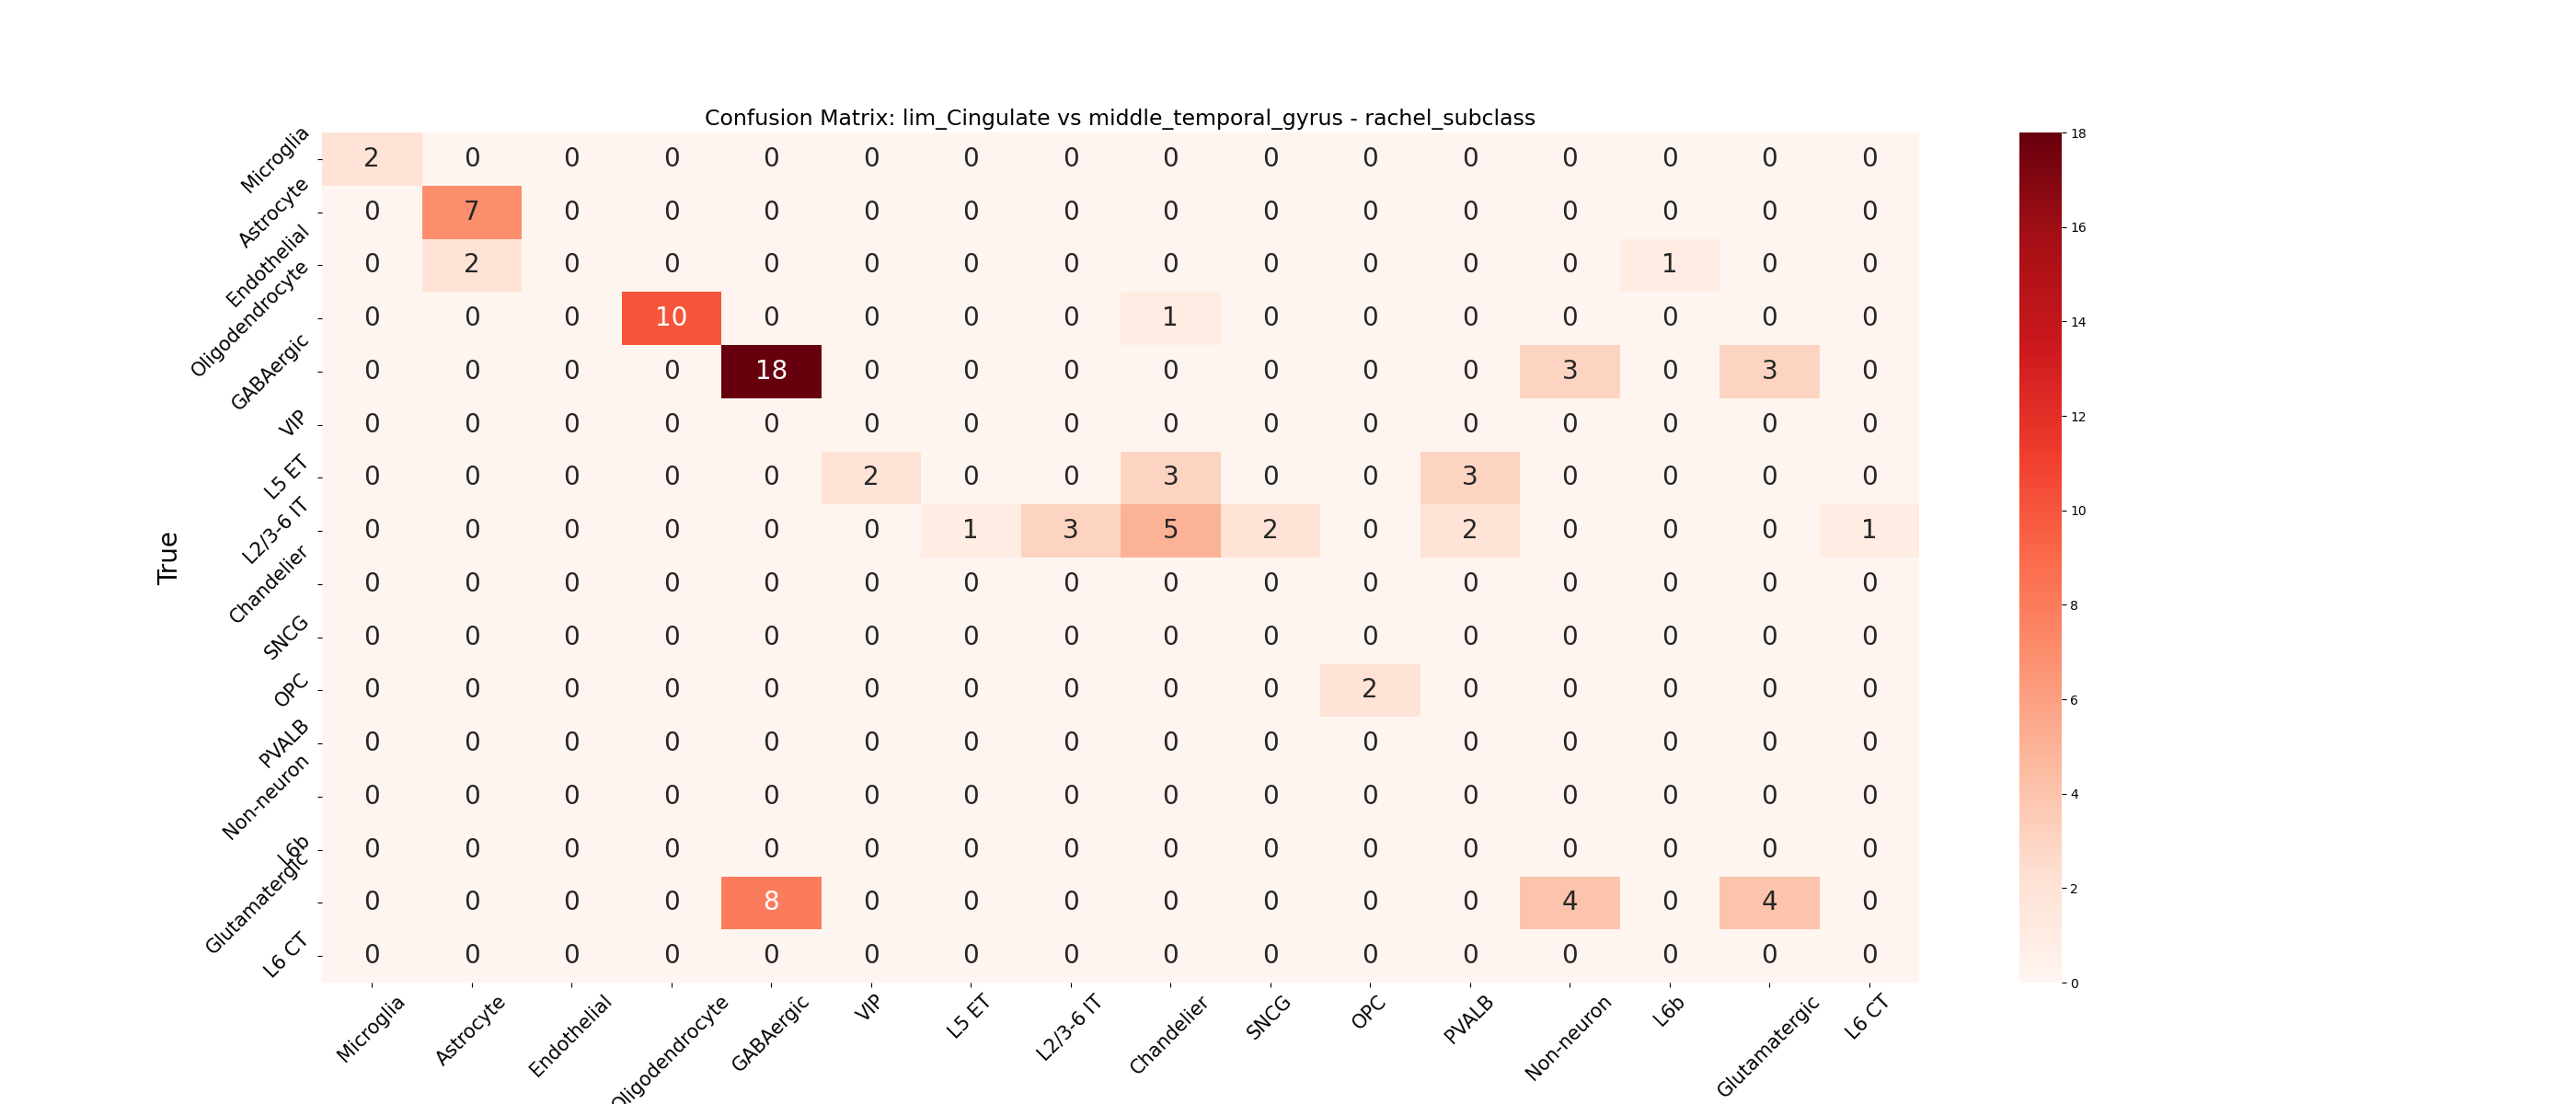 Confusion Matrix: lim_Cingulate vs middle_temporal_gyrus - rachel_subclass
True
Microglia 2 0 0 0 0 0 0 0 0 0 0 0 0 0 0 0
Astrocyte 0 7 0 0 0 0 0 0 0 0 0 0 0 0 0 0
Endothelial 0 2 0 0 0 0 0 0 0 0 0 0 0 1 0 0
Oligodendrocyte 0 0 0 10 0 0 0 0 1 0 0 0 0 0 0 0
GABAergic 0 0 0 0 18 0 0 0 0 0 0 0 3 0 3 0
VIP 0 0 0 0 0 0 0 0 0 0 0 0 0 0 0 0
L5 ET 0 0 0 0 0 2 0 0 3 0 0 3 0 0 0 0
L2/3-6 IT 0 0 0 0 0 0 1 3 5 2 0 2 0 0 0 1
Chandelier 0 0 0 0 0 0 0 0 0 0 0 0 0 0 0 0
SNCG 0 0 0 0 0 0 0 0 0 0 0 0 0 0 0 0
OPC 0 0 0 0 0 0 0 0 0 0 2 0 0 0 0 0
PVALB 0 0 0 0 0 0 0 0 0 0 0 0 0 0 0 0
Non-neuron 0 0 0 0 0 0 0 0 0 0 0 0 0 0 0 0
L6b 0 0 0 0 0 0 0 0 0 0 0 0 0 0 0 0
Glutamatergic 0 0 0 0 8 0 0 0 0 0 0 0 4 0 4 0
L6 CT 0 0 0 0 0 0 0 0 0 0 0 0 0 0 0 0
Microglia Astrocyte Endothelial Oligodendrocyte GABAergic VIP L5 ET L2/3-6 IT Chandelier SNCG OPC PVALB Non-neuron L6b Glutamatergic L6 CT
18
16
14
12
10
8
6
4
2
0